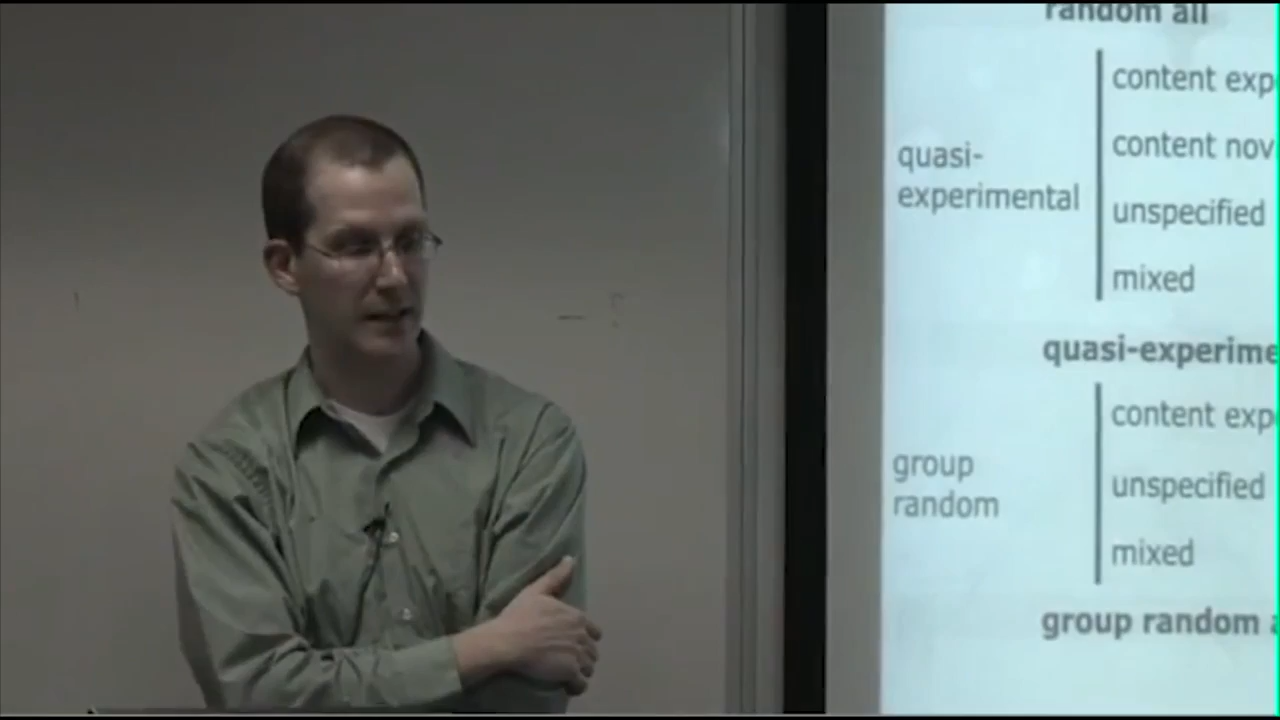 random all
content exp
quasi-
experimental
content nov
unspecified
mixed
quasi-experime
content exp
group
random
unspecified
mixed
group random